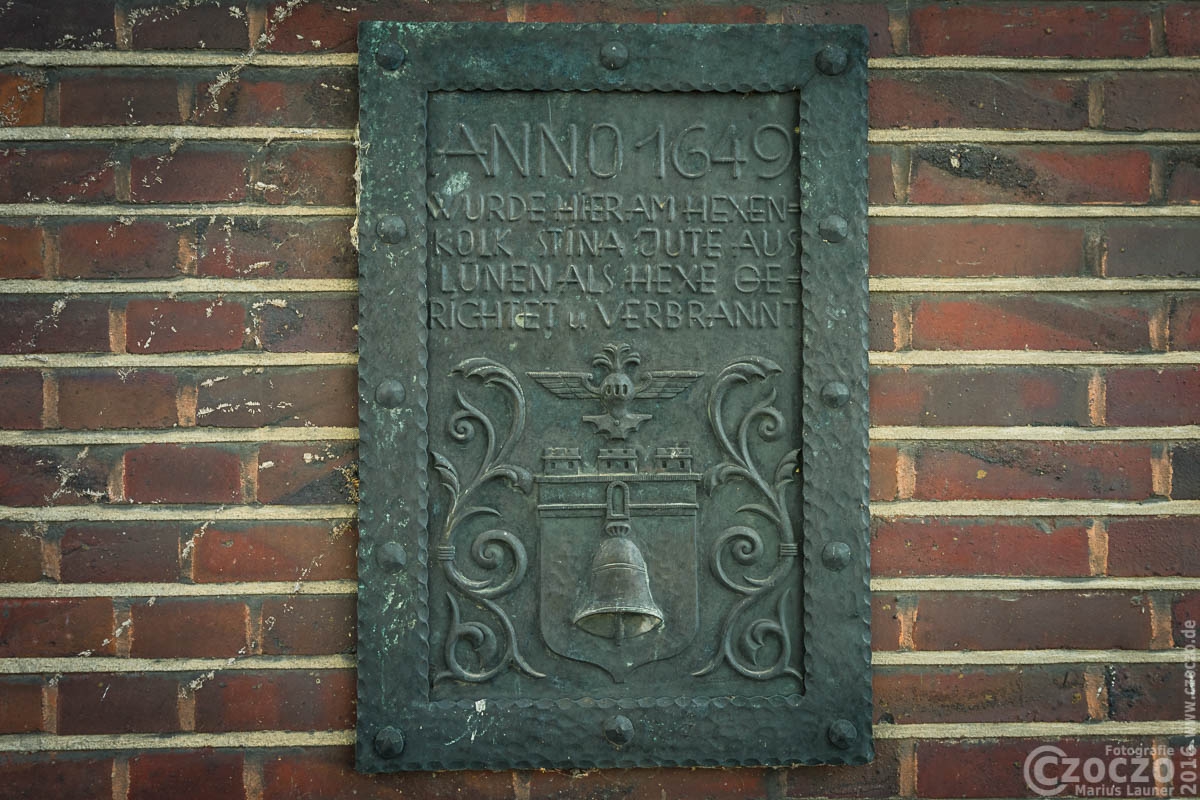 ANNO 1649
WURDE HIER AM HEXEN=
KOLK STINA JUTE AUS
LÜNEN ALS HEXE GE=
RICHTET u. VERBRANNT
Fotografie
Czoczo
Marius Launer
2016 www.czoczo.de